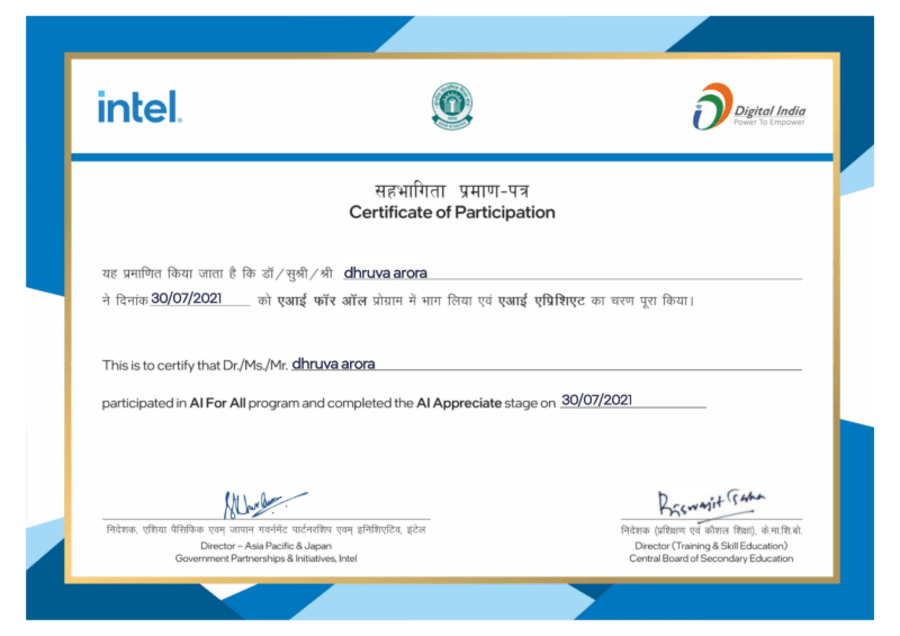 intel.
Digital India
Power To Empower
सहभागिता प्रमाण-पत्र
Certificate of Participation
यह प्रमाणित किया जाता है कि डॉ/सुश्री/श्री dhruva arora
ने दिनांक 30/07/2021 को एआई फॉर ऑल प्रोग्राम में भाग लिया एवं एआई एप्रिशिएट का चरण पूरा किया।
This is to certify that Dr./Ms./Mr. dhruva arora
participated in AI For All program and completed the AI Appreciate stage on 30/07/2021
Biswajit Saha
निदेशक, एशिया पैसिफिक एवम् जापान गवर्नमेंट पार्टनरशिप एवम् इनिशिएटिव, इंटेल
Director – Asia Pacific & Japan
Government Partnerships & Initiatives, Intel
निदेशक (प्रशिक्षण एवं कौशल शिक्षा), के.मा.शि.बो.
Director (Training & Skill Education)
Central Board of Secondary Education